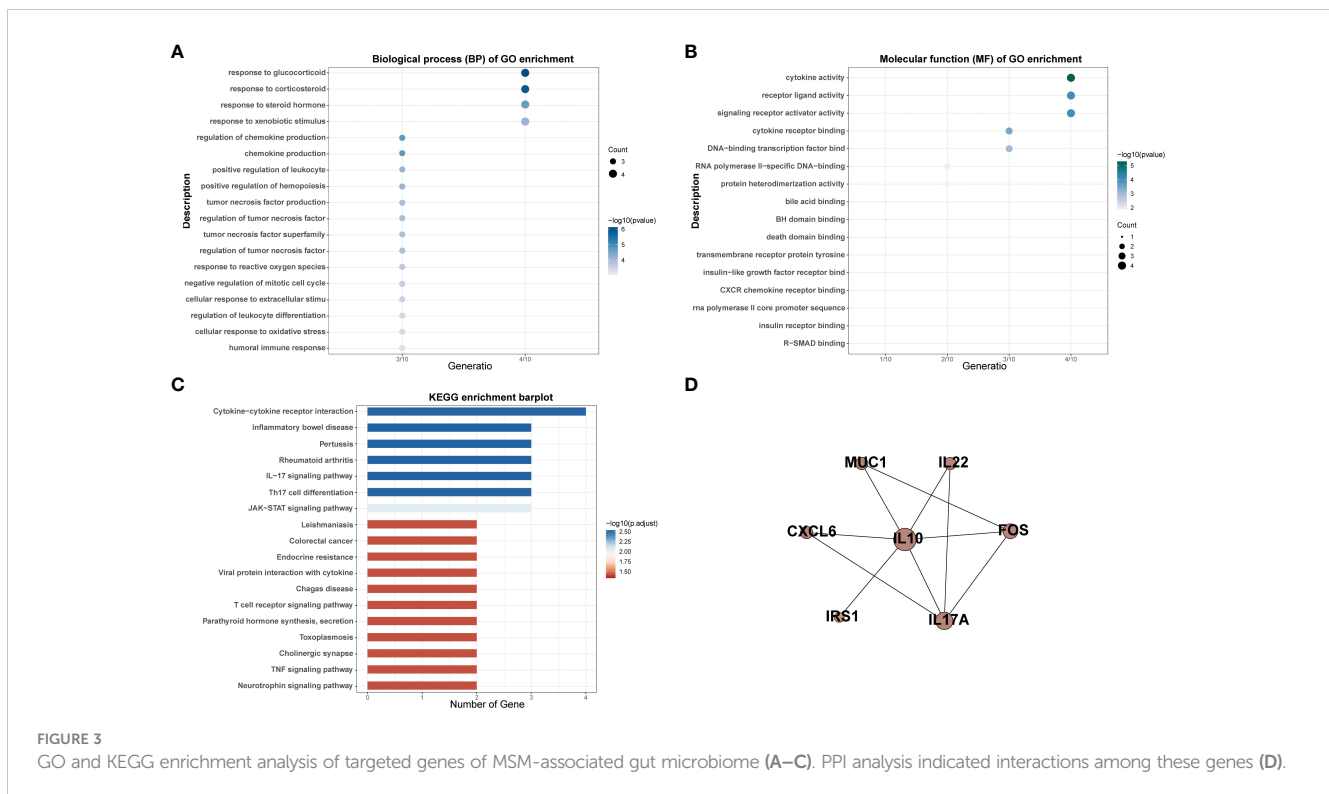 A
Biological process (BP) of GO enrichment
Description
response to glucocorticoid
response to corticosteroid
response to steroid hormone
response to xenobiotic stimulus
regulation of chemokine production
chemokine production
positive regulation of leukocyte
positive regulation of hemopoiesis
tumor necrosis factor production
regulation of tumor necrosis factor
tumor necrosis factor superfamily
regulation of tumor necrosis factor
response to reactive oxygen species
negative regulation of mitotic cell cycle
cellular response to extracellular stimu
regulation of leukocyte differentiation
cellular response to oxidative stress
humoral immune response
3/10 4/10
Generatio
Count
3
4
−log10(pvalue)
6
5
4
B
Molecular function (MF) of GO enrichment
Description
cytokine activity
receptor ligand activity
signaling receptor activator activity
cytokine receptor binding
DNA−binding transcription factor bind
RNA polymerase II−specific DNA−binding
protein heterodimerization activity
bile acid binding
BH domain binding
death domain binding
transmembrane receptor protein tyrosine
insulin−like growth factor receptor bind
CXCR chemokine receptor binding
rna polymerase II core promoter sequence
insulin receptor binding
R−SMAD binding
1/10 2/10 3/10 4/10
Generatio
−log10(pvalue)
5
4
3
2
Count
1
2
3
4
C
KEGG enrichment barplot
Cytokine−cytokine receptor interaction
Inflammatory bowel disease
Pertussis
Rheumatoid arthritis
IL−17 signaling pathway
Th17 cell differentiation
JAK−STAT signaling pathway
Leishmaniasis
Colorectal cancer
Endocrine resistance
Viral protein interaction with cytokine
Chagas disease
T cell receptor signaling pathway
Parathyroid hormone synthesis, secretion
Toxoplasmosis
Cholinergic synapse
TNF signaling pathway
Neurotrophin signaling pathway
0 1 2 3 4
Number of Gene
−log10(p.adjust)
2.50
2.25
2.00
1.75
1.50
D
MUC1
IL22
CXCL6
IL10
FOS
IRS1
IL17A
FIGURE 3
GO and KEGG enrichment analysis of targeted genes of MSM-associated gut microbiome (A–C). PPI analysis indicated interactions among these genes (D).